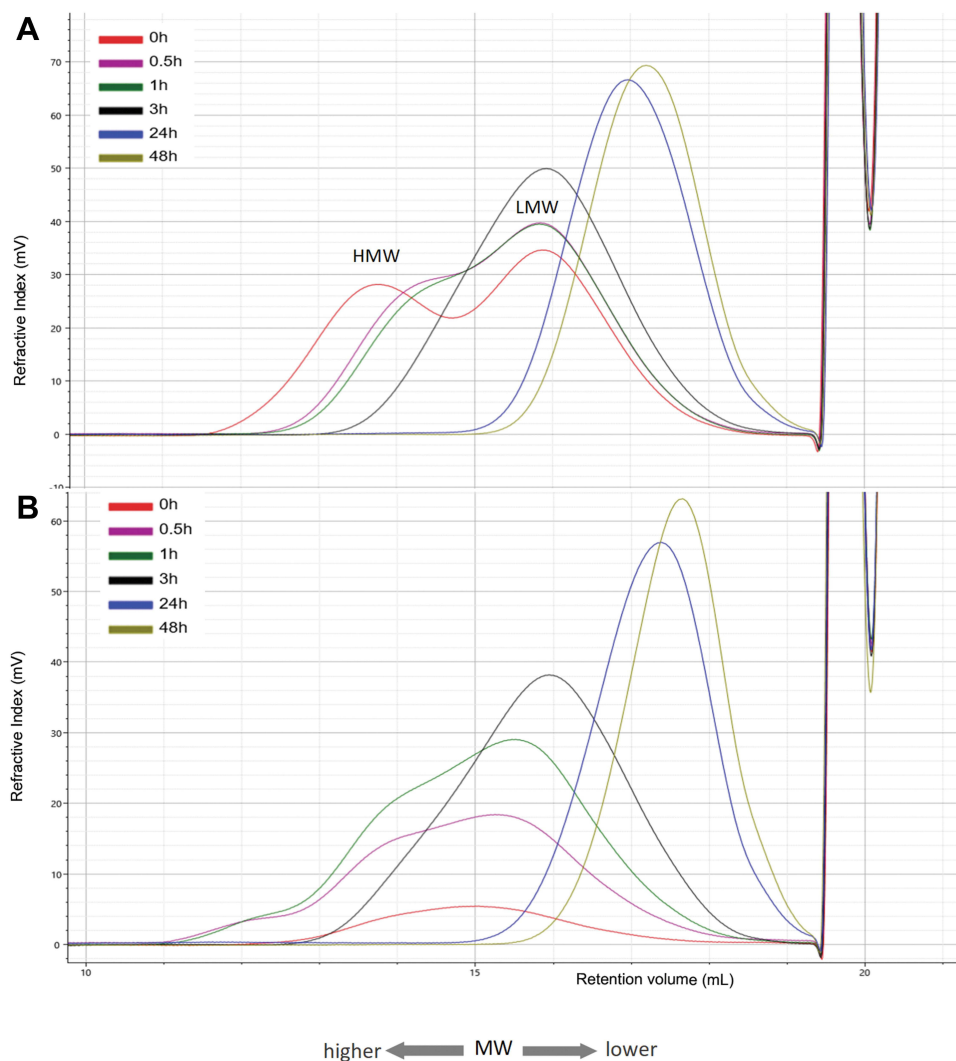 A
0h
0.5h
1h
3h
24h
48h
HMW
LMW
Refractive Index (mV)
70
60
50
40
30
20
10
0
-10
B
0h
0.5h
1h
3h
24h
48h
Refractive Index (mV)
60
50
40
30
20
10
0
10
15
20
Retention volume (mL)
higher MW lower